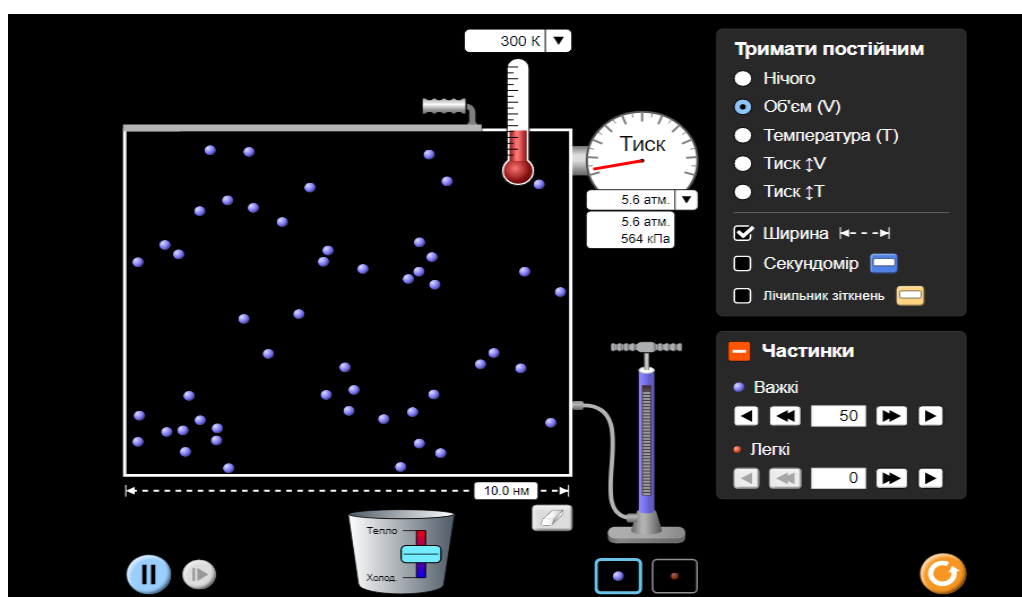 300 К
Тиск
5.6 атм.
5.6 атм.
564 кПа
10.0 нм
Тепло
Холод.
Тримати постійним
Нічого
Об'єм (V)
Температура (T)
Тиск ↕V
Тиск ↕T
Ширина
Секундомір
Лічильник зіткнень
Частинки
Важкі
50
Легкі
0